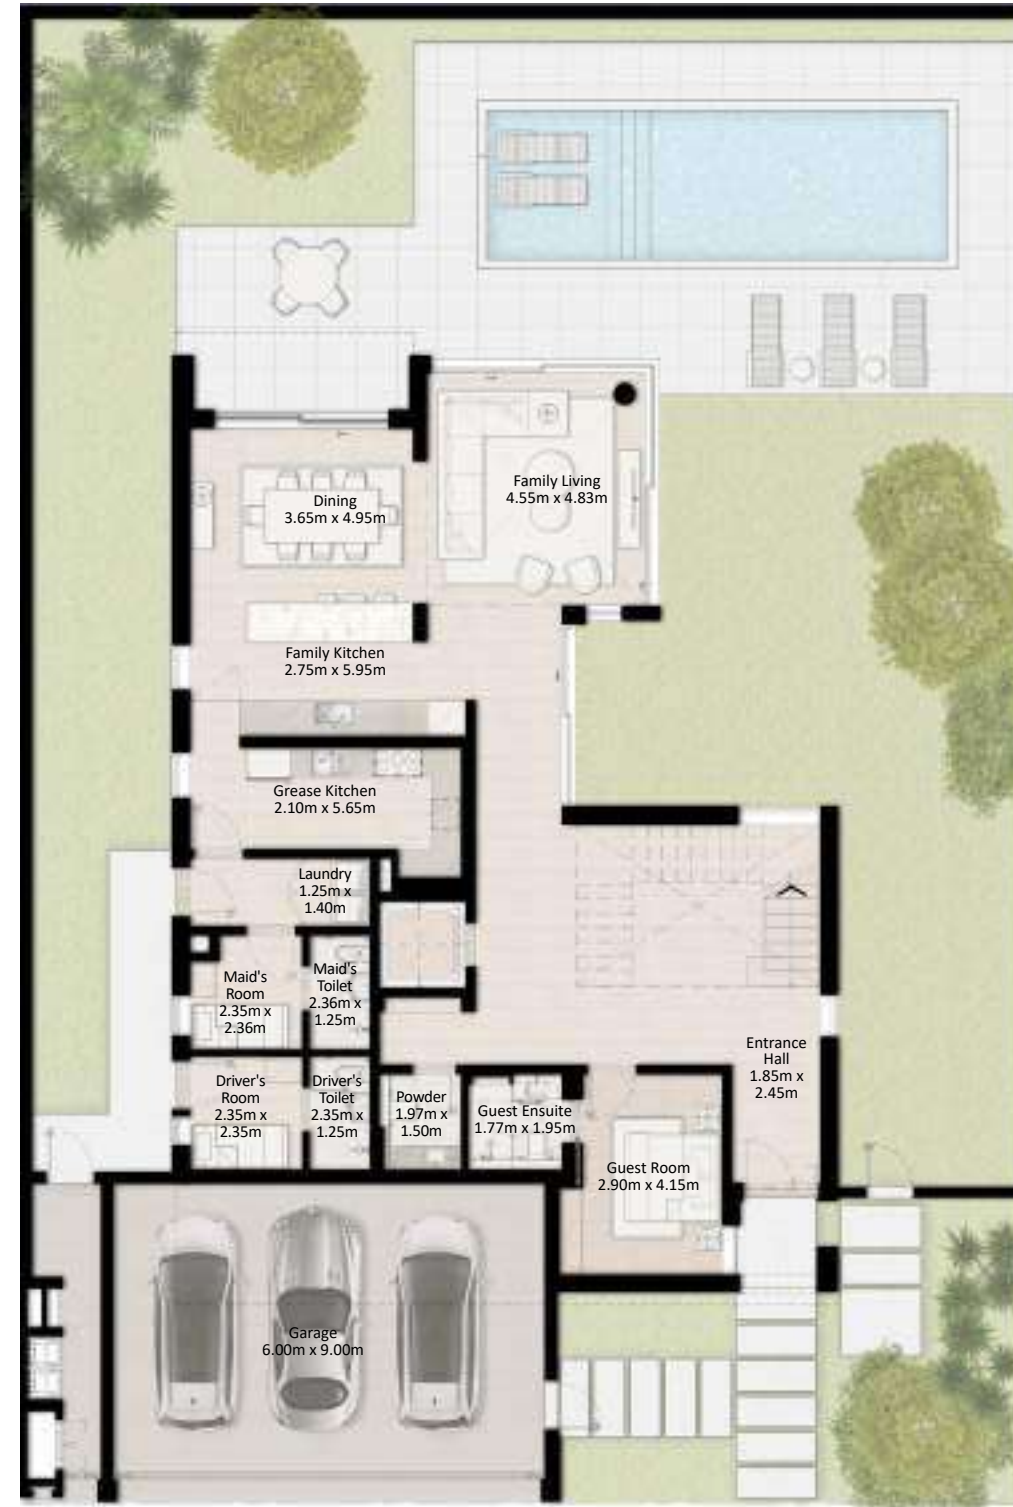 Family Living
4.55m x 4.83m
Dining
3.65m x 4.95m
Family Kitchen
2.75m x 5.95m
Grease Kitchen
2.10m x 5.65m
Laundry
1.25m x
1.40m
Maid's
Room
2.35m x
2.36m
Maid's
Toilet
2.36m x
1.25m
Entrance
Hall
1.85m x
2.45m
Driver's
Room
2.35m x
2.35m
Driver's
Toilet
2.35m x
1.25m
Powder
1.97m x
1.50m
Guest Ensuite
1.77m x 1.95m
Guest Room
2.90m x 4.15m
Garage
6.00m x 9.00m